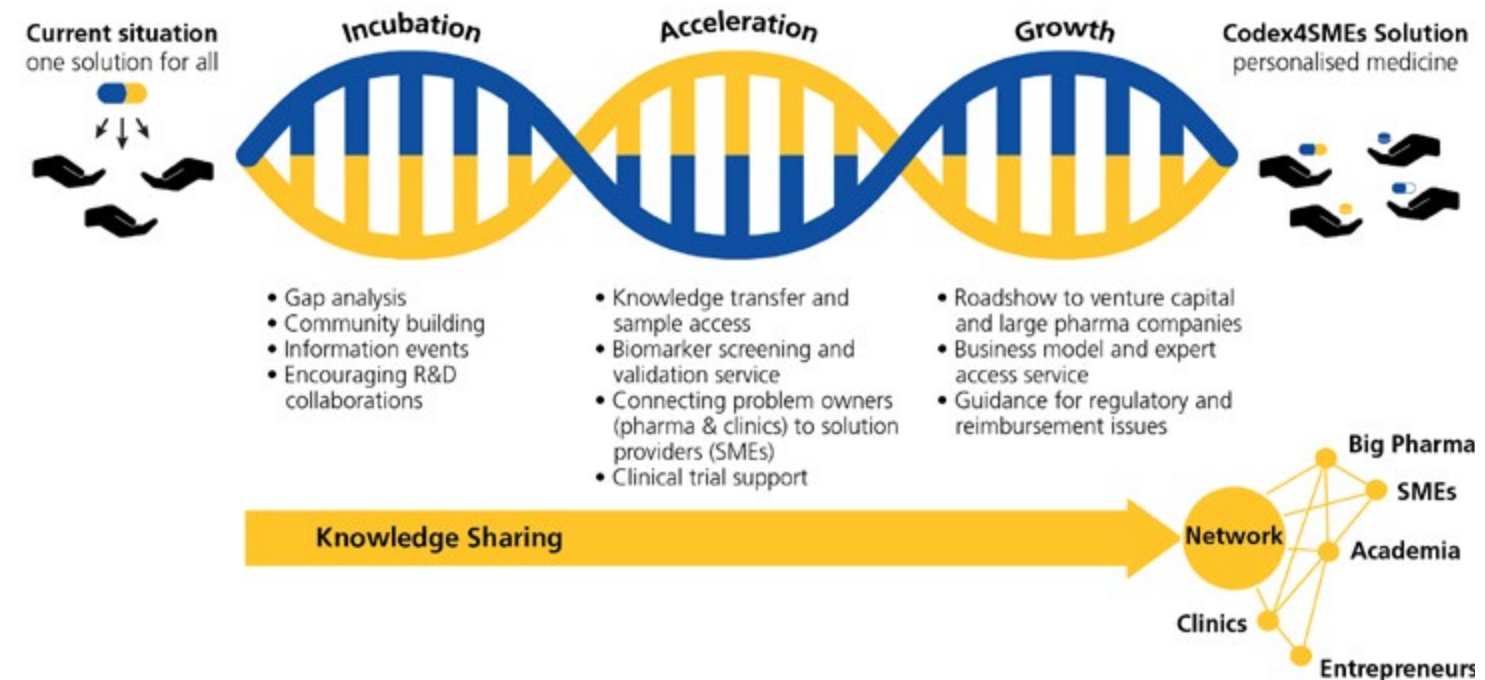 Current situation
one solution for all
Incubation
Acceleration
Growth
Codex4SMEs Solution
personalised medicine
• Gap analysis
• Community building
• Information events
• Encouraging R&D
collaborations
• Knowledge transfer and
sample access
• Biomarker screening and
validation service
• Connecting problem owners
(pharma & clinics) to solution
providers (SMEs)
• Clinical trial support
• Roadshow to venture capital
and large pharma companies
• Business model and expert
access service
• Guidance for regulatory and
reimbursement issues
Knowledge Sharing
Network
Big Pharma
SMEs
Academia
Clinics
Entrepreneurs